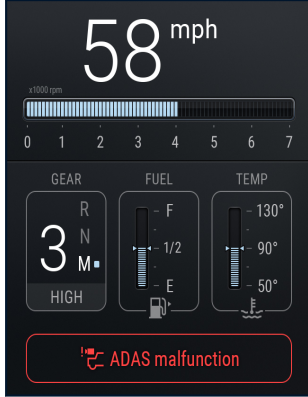 58 mph
x1000 rpm
0 1 2 3 4 5 6 7
GEAR FUEL TEMP
R F 130°
3 N 1/2 90°
M E 50°
HIGH
ADAS malfunction